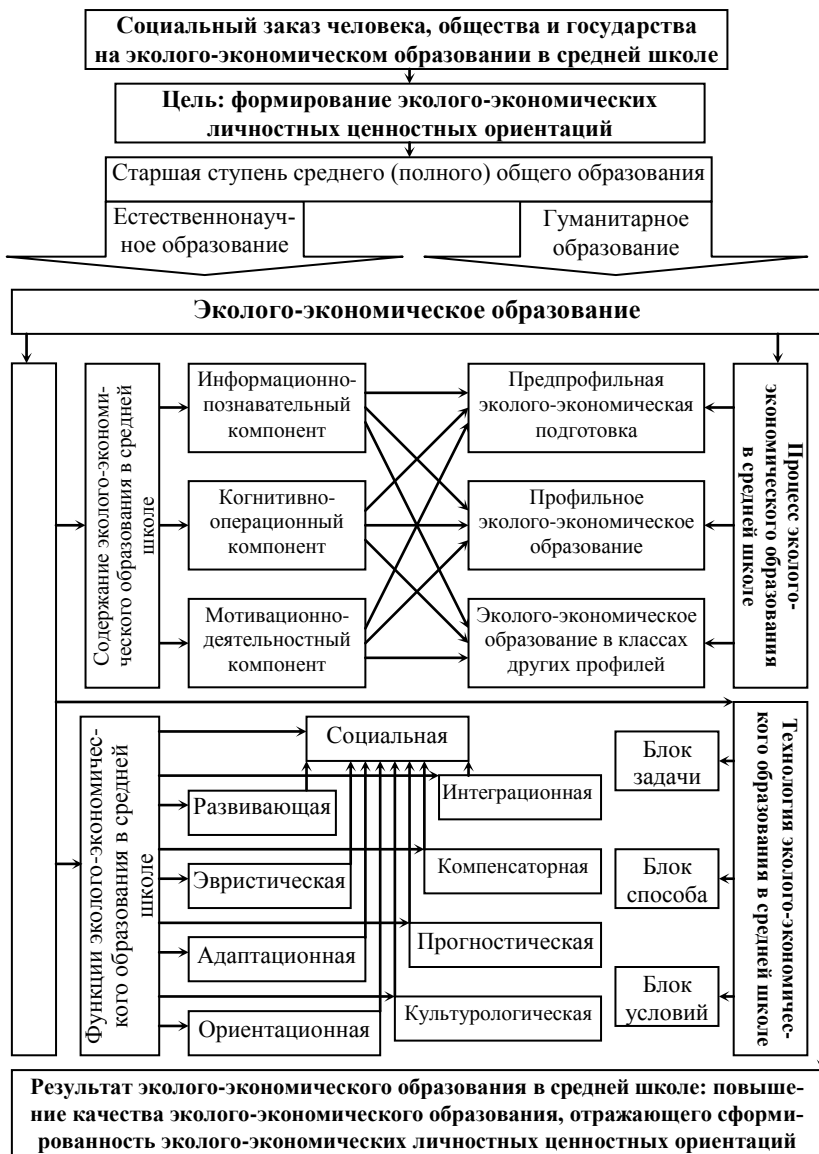 Социальный заказ человека, общества и государства
на эколого-экономическом образовании в средней школе
Цель: формирование эколого-экономических
личностных ценностных ориентаций
Старшая ступень среднего (полного) общего образования
Естественнонауч-
ное образование
Гуманитарное
образование
Эколого-экономическое образование
Содержание эколого-экономи-
ческого образования в средней
школе
Информационно-
познавательный
компонент
Когнитивно-
операционный
компонент
Мотивационно-
деятельностный
компонент
Предпрофильная
эколого-экономическая
подготовка
Профильное
эколого-экономическое
образование
Эколого-экономическое
образование в классах
других профилей
Процесс эколого-
экономического образования
в средней школе
Функции эколого-экономичес-
кого образования в средней
школе
Социальная
Развивающая
Интеграционная
Эвристическая
Компенсаторная
Адаптационная
Прогностическая
Ориентационная
Культурологическая
Блок
задачи
Блок
способа
Блок
условий
Технология эколого-экономичес-
кого образования в средней школе
Результат эколого-экономического образования в средней школе: повыше-
ние качества эколого-экономического образования, отражающего сформи-
рованность эколого-экономических личностных ценностных ориентаций